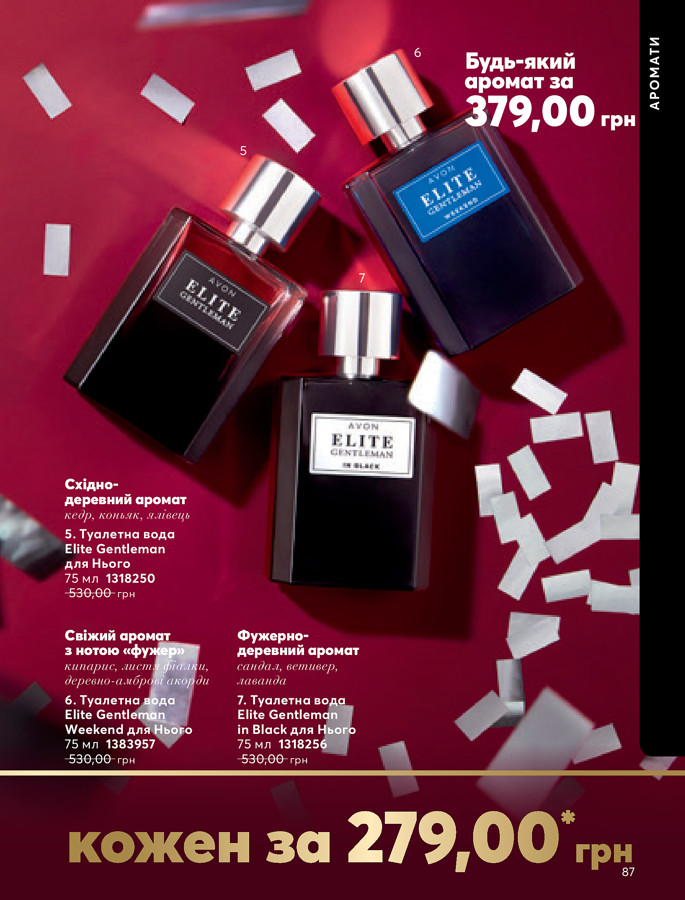 АРОМАТИ
Будь-який
аромат за
379,00 грн
6
5
7
AVON
ELITE
GENTLEMAN
WEEKEND
AVON
ELITE
GENTLEMAN
AVON
ELITE
GENTLEMAN
IN BLACK
Східно-
деревний аромат
кедр, коньяк, ялівець
5. Туалетна вода
Elite Gentleman
для Нього
75 мл 1318250
530,00 грн
Свіжий аромат
з нотою «фужер»
кипарис, листя фіалки,
деревно-амброві акорди
6. Туалетна вода
Elite Gentleman
Weekend для Нього
75 мл 1383957
530,00 грн
Фужерно-
деревний аромат
сандал, ветивер,
лаванда
7. Туалетна вода
Elite Gentleman
in Black для Нього
75 мл 1318256
530,00 грн
кожен за 279,00* грн
87